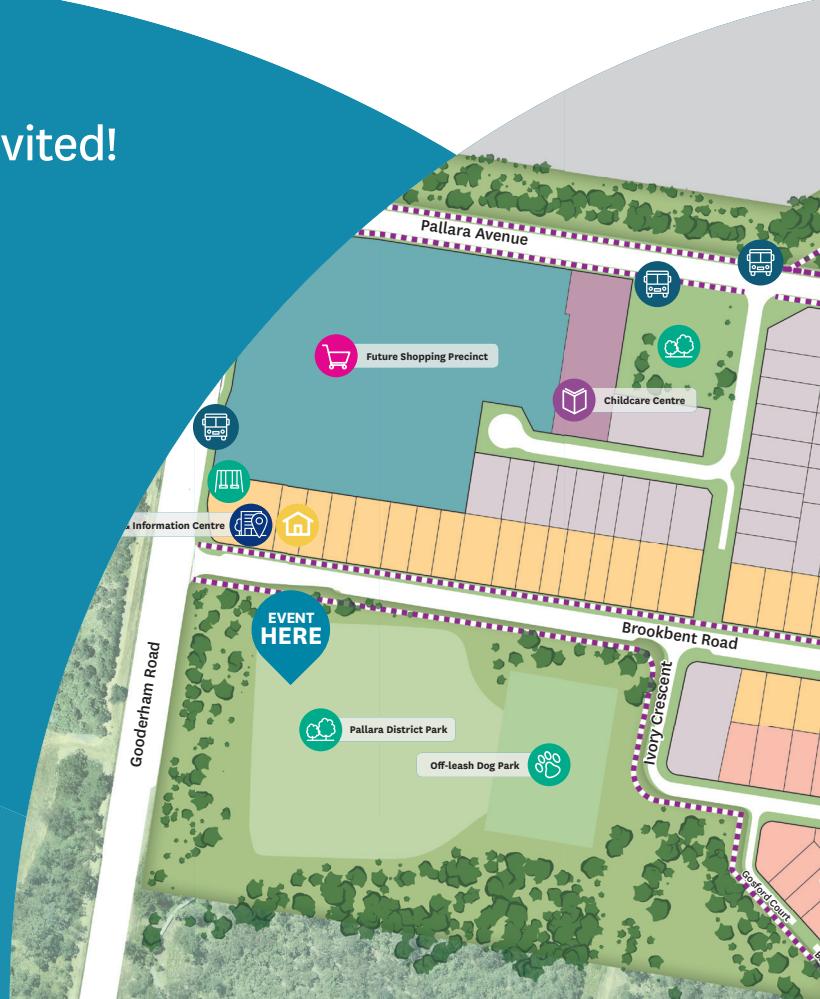 vited!
Pallara Avenue
Future Shopping Precinct
Childcare Centre
& Information Centre
EVENT
HERE
Brookbent Road
Gooderham Road
Ivory Crescent
Pallara District Park
Off-leash Dog Park
Gosford Court